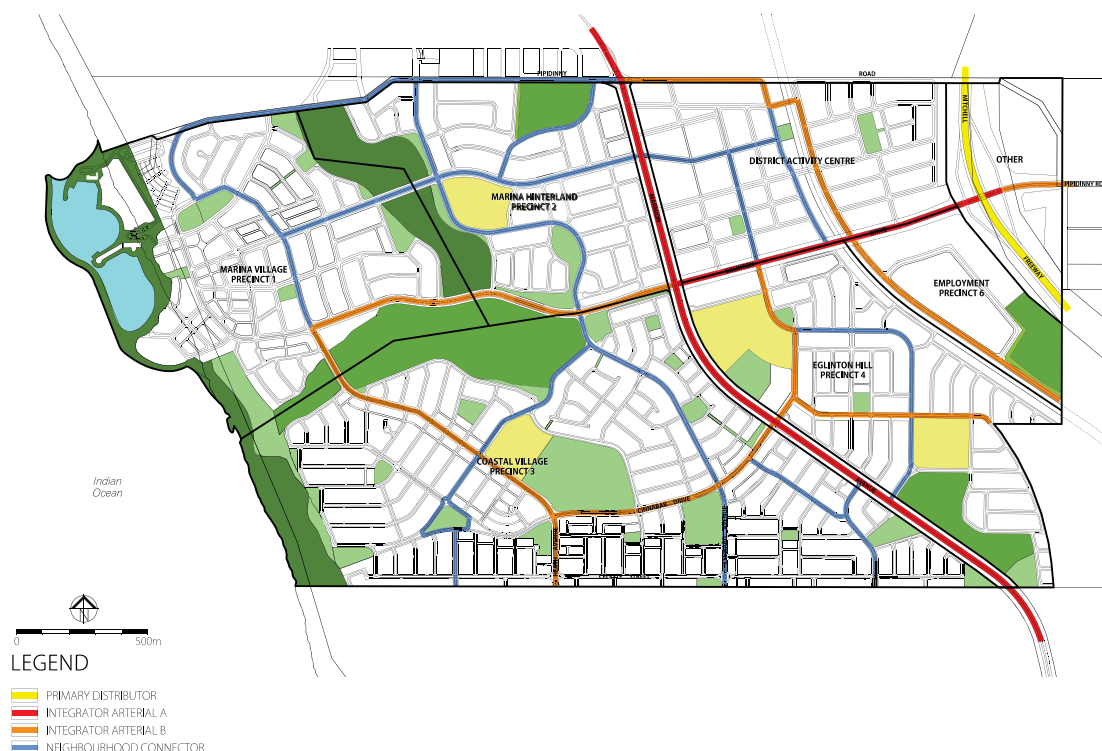 PIPIDINNY
ROAD
MITCHELL
FREEWAY
OTHER
PIPIDINNY RD
DISTRICT ACTIVITY CENTRE
MARINA HINTERLAND
PRECINCT 2
MARINA VILLAGE
PRECINCT 1
DRIVE
EMPLOYMENT
PRECINCT 6
EGLINTON HILL
PRECINCT 4
COASTAL VILLAGE
PRECINCT 3
AVENUE
DRIVE
Indian
Ocean
0
500m
LEGEND
PRIMARY DISTRIBUTOR
INTEGRATOR ARTERIAL A
INTEGRATOR ARTERIAL B
NEIGHBOURHOOD CONNECTOR